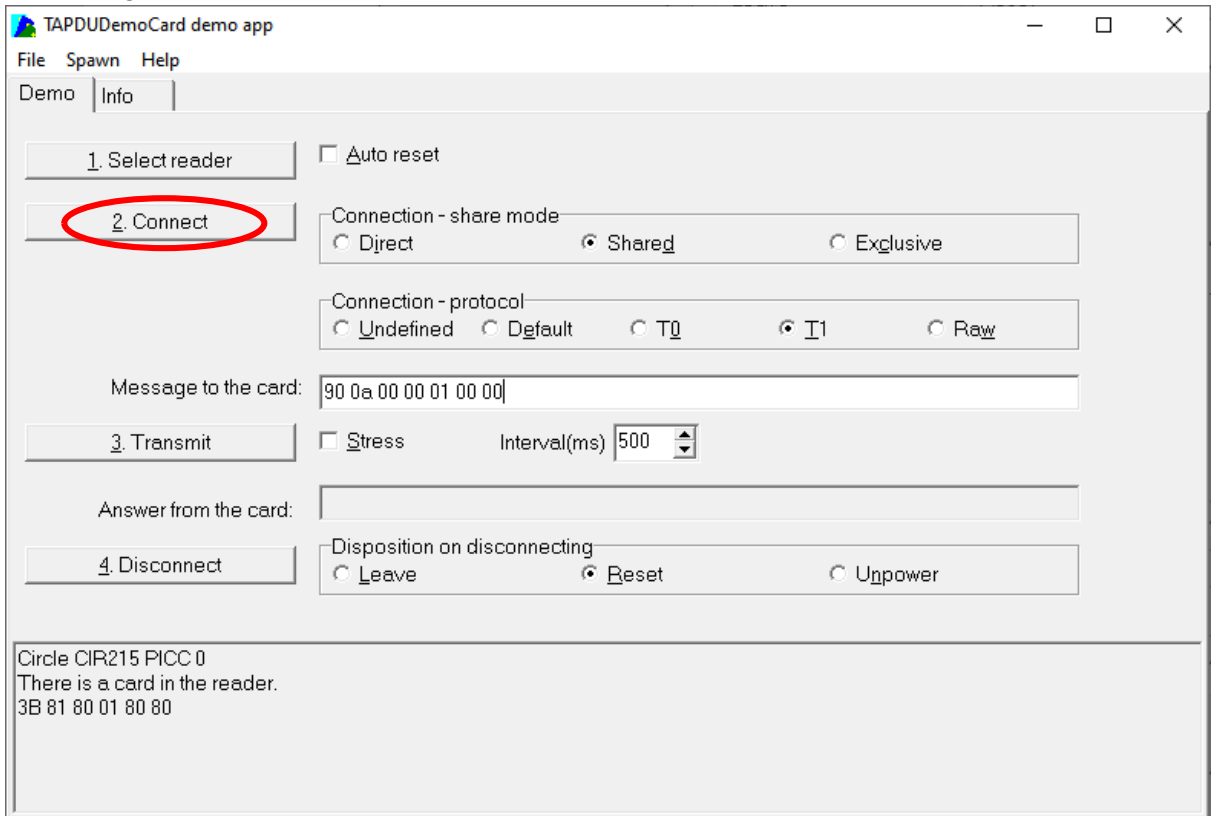 TAPDUDemoCard demo app
File Spawn Help
Demo Info
1. Select reader Auto reset
2. Connect Connection - share mode
Direct Shared Exclusive
Connection - protocol
Undefined Default T0 T1 Raw
Message to the card: 90 0a 00 00 01 00 00
3. Transmit Stress Interval(ms) 500
Answer from the card:
4. Disconnect Disposition on disconnecting
Leave Reset Unpower
Circle CIR215 PICC 0
There is a card in the reader.
3B 81 80 01 80 80